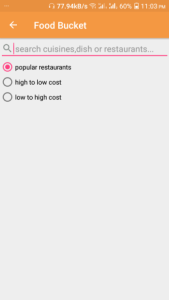 77.94kB/s 60% 11:03 PM
Food Bucket
search cuisines,dish or restaurants...
popular restaurants
high to low cost
low to high cost